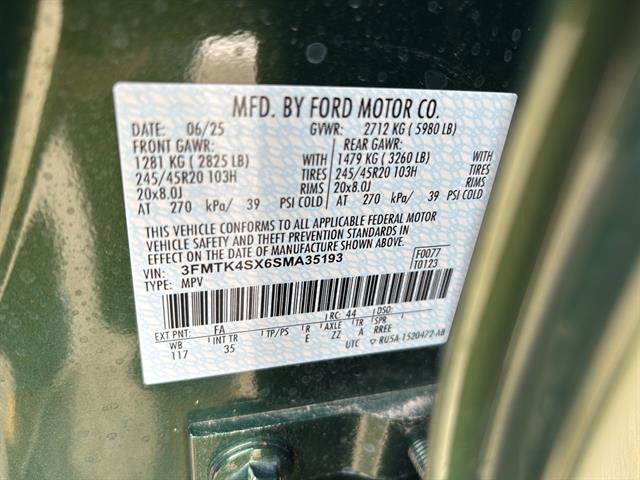 MFD. BY FORD MOTOR CO.
DATE: 06/25 GVWR: 2712 KG ( 5980 LB)
FRONT GAWR: REAR GAWR:
1281 KG ( 2825 LB) WITH 1479 KG ( 3260 LB) WITH
245/45R20 103H TIRES 245/45R20 103H TIRES
20x8.0J RIMS 20x8.0J RIMS
AT 270 kPa/ 39 PSI COLD AT 270 kPa/ 39 PSI COLD
THIS VEHICLE CONFORMS TO ALL APPLICABLE FEDERAL MOTOR
VEHICLE SAFETY AND THEFT PREVENTION STANDARDS IN EFFECT
ON THE DATE OF MANUFACTURE SHOWN ABOVE.
VIN: 3FMTK4SX6SMA35193 F0077
TYPE: MPV T0123
RC: 44 DSO:
EXT PNT: FA
WB INT TR TP/PS R AXLE TR SPR
117 35 E ZZ A RREE
UTC ▽ RU5A-1520472-AB